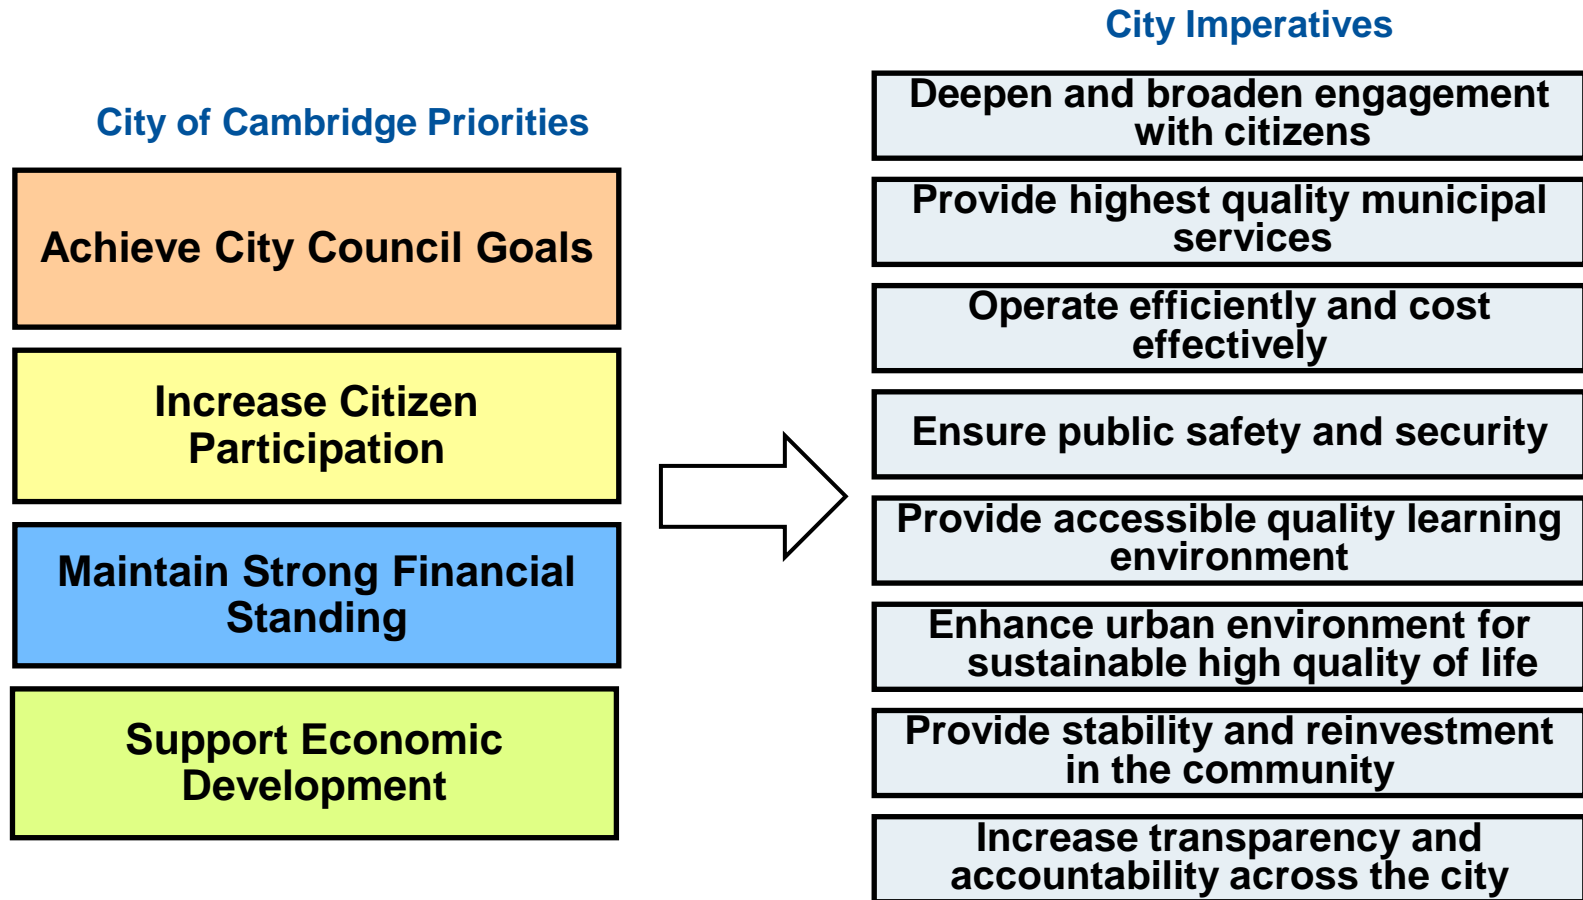 City of Cambridge Priorities
Achieve City Council Goals
Increase Citizen
Participation
Maintain Strong Financial
Standing
Support Economic
Development
City Imperatives
Deepen and broaden engagement
with citizens
Provide highest quality municipal
services
Operate efficiently and cost
effectively
Ensure public safety and security
Provide accessible quality learning
environment
Enhance urban environment for
sustainable high quality of life
Provide stability and reinvestment
in the community
Increase transparency and
accountability across the city